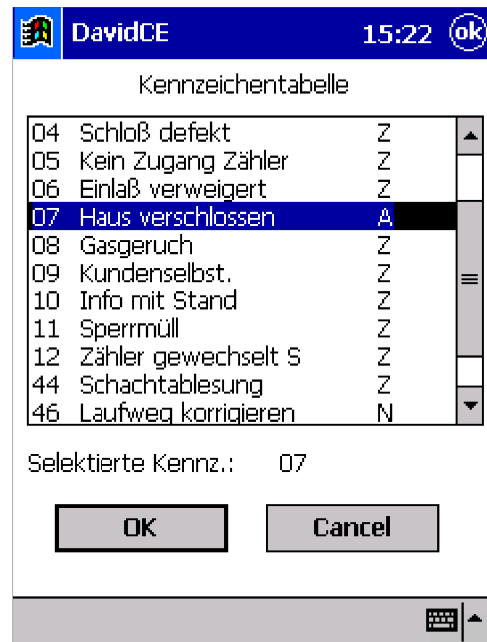 DavidCE 15:22 ok
Kennzeichentabelle
04 Schloß defekt Z
05 Kein Zugang Zähler Z
06 Einlaß verweigert Z
07 Haus verschlossen A
08 Gasgeruch Z
09 Kundenselbst. Z
10 Info mit Stand Z
11 Sperrmüll Z
12 Zähler gewechselt S Z
44 Schachtablesung Z
46 Laufweg korrigieren N
Selektierte Kennz.: 07
OK Cancel